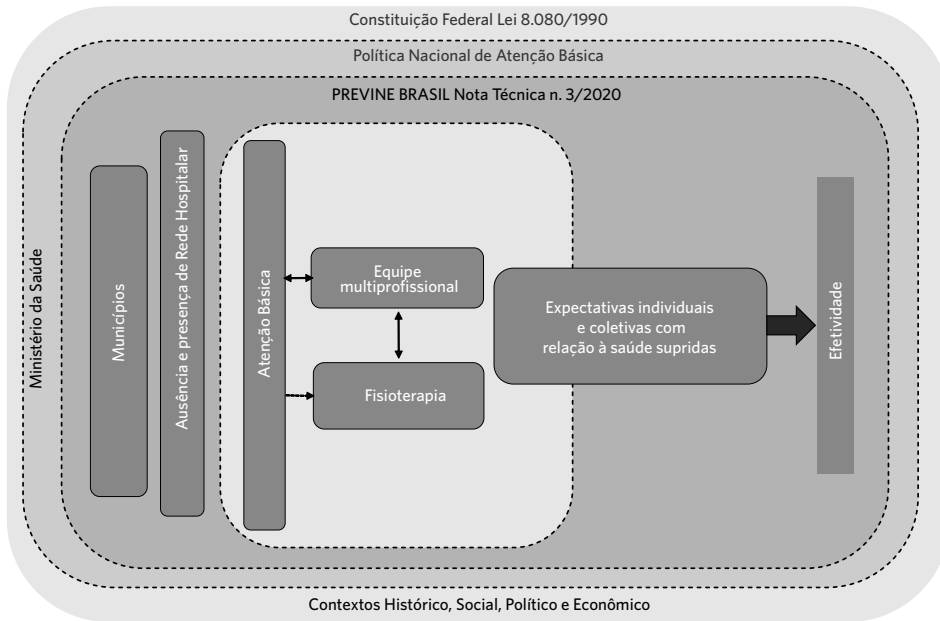 Constituição Federal Lei 8.080/1990
Política Nacional de Atenção Básica
PREVINE BRASIL Nota Técnica n. 3/2020
Ministério da Saúde
Municípios
Ausência e presença de Rede Hospitalar
Atenção Básica
Equipe
multiprofissional
Fisioterapia
Expectativas individuais
e coletivas com
relação à saúde supridas
Efetividade
Contextos Histórico, Social, Político e Econômico